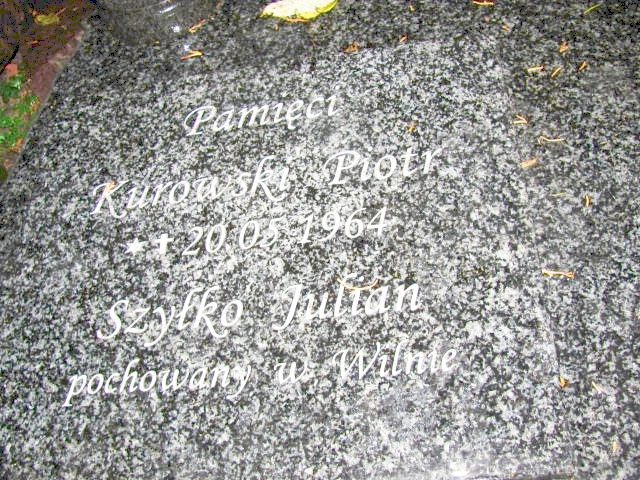 Pamięci
Kurowski Piotr
★ ✝ 20.05.1964
Szyłko Julian
pochowany w Wilnie